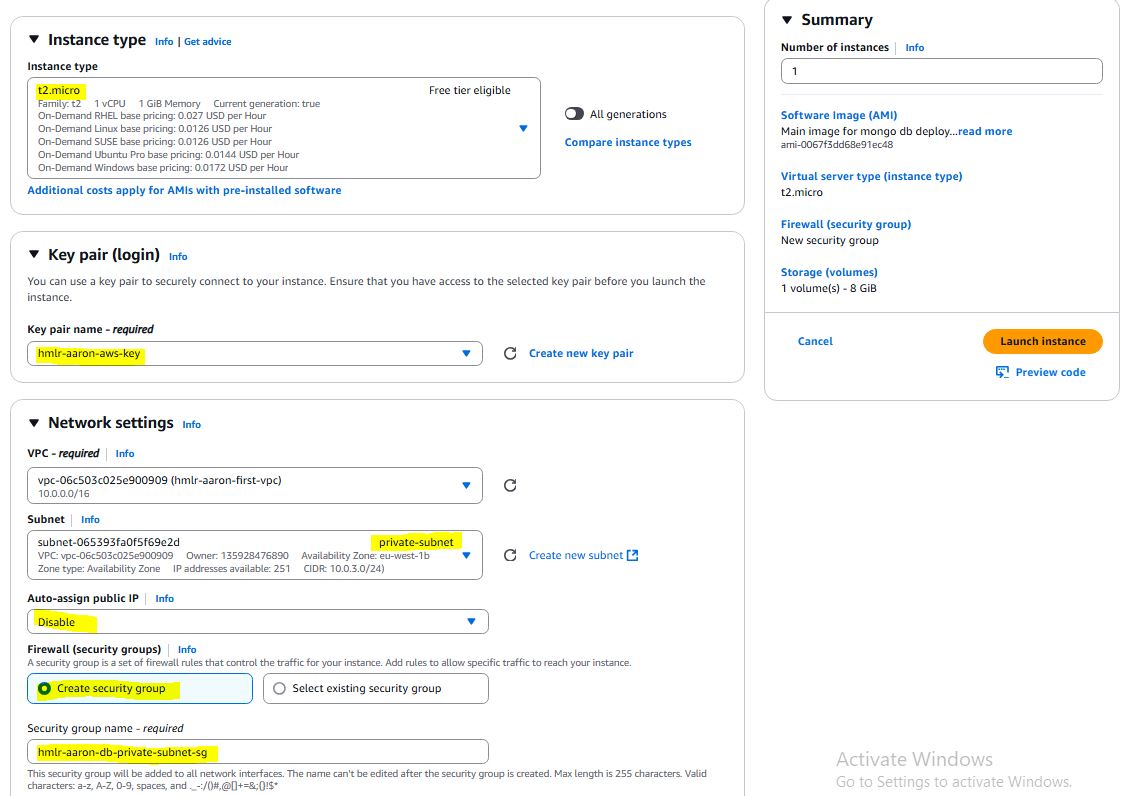 Instance type Info | Get advice
Instance type
t2.micro Free tier eligible
Family: t2 1 vCPU 1 GiB Memory Current generation: true
On-Demand RHEL base pricing: 0.027 USD per Hour
On-Demand Linux base pricing: 0.0126 USD per Hour
On-Demand SUSE base pricing: 0.0126 USD per Hour
On-Demand Ubuntu Pro base pricing: 0.0144 USD per Hour
On-Demand Windows base pricing: 0.0172 USD per Hour
All generations
Compare instance types
Additional costs apply for AMIs with pre-installed software
Key pair (login) Info
You can use a key pair to securely connect to your instance. Ensure that you have access to the selected key pair before you launch the
instance.
Key pair name - required
hmlr-aaron-aws-key
Create new key pair
Network settings Info
VPC - required Info
vpc-06c503c025e900909 (hmlr-aaron-first-vpc)
10.0.0.0/16
Subnet Info
subnet-065393fa0f5f69e2d private-subnet
VPC: vpc-06c503c025e900909 Owner: 135928476890 Availability Zone: eu-west-1b
Zone type: Availability Zone IP addresses available: 251 CIDR: 10.0.3.0/24)
Create new subnet
Auto-assign public IP Info
Disable
Firewall (security groups) Info
A security group is a set of firewall rules that control the traffic for your instance. Add rules to allow specific traffic to reach your instance.
Create security group
Select existing security group
Security group name - required
hmlr-aaron-db-private-subnet-sg
This security group will be added to all network interfaces. The name can't be edited after the security group is created. Max length is 255 characters. Valid
characters: a-z, A-Z, 0-9, spaces, and ._-:/()#,@[]+=&;{}!$*
Summary
Number of instances Info
1
Software Image (AMI)
Main image for mongo db deploy...read more
ami-0067f3dd68e91ec48
Virtual server type (instance type)
t2.micro
Firewall (security group)
New security group
Storage (volumes)
1 volume(s) - 8 GiB
Cancel
Launch instance
Preview code
Activate Windows
Go to Settings to activate Windows.